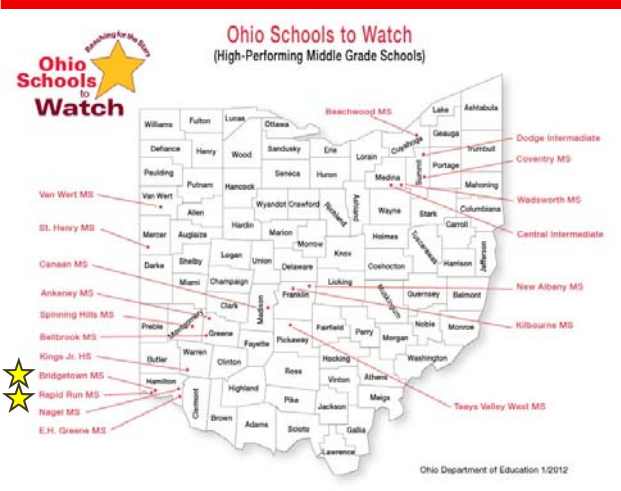 Reaching for the Stars
Ohio
Schools
to
Watch
Ohio Schools to Watch
(High-Performing Middle Grade Schools)
Beachwood MS
Dodge Intermadiate
Coventry MS
Wadsworth MS
Central Intermediate
New Albany MS
Kilbourne MS
Teays Valley West MS
Van Wert MS
St. Henry MS
Canaan MS
Ankeney MS
Spinning Hills MS
Bellbrook MS
Kings Jr. HS
Bridgetown MS
Rapid Run MS
Nagel MS
E.H. Greene MS
Williams
Fulton
Lucas
Ottawa
Lake
Ashtabula
Geauga
Cuyahoga
Trumbull
Defiance
Henry
Wood
Sandusky
Erie
Lorain
Summit
Portage
Paulding
Putnam
Hancock
Seneca
Huron
Medina
Mahoning
Van Wert
Allen
Wyandot
Crawford
Richland
Ashland
Wayne
Stark
Columbiana
Carroll
Mercer
Auglaize
Hardin
Marion
Morrow
Holmes
Tuscarawas
Harrison
Jefferson
Darke
Shelby
Logan
Union
Delaware
Knox
Coshocton
Miami
Champaign
Licking
Muskingum
Guernsey
Belmont
Clark
Madison
Franklin
Preble
Montgomery
Greene
Fayette
Pickaway
Fairfield
Perry
Morgan
Noble
Monroe
Butler
Warren
Clinton
Ross
Hocking
Athens
Washington
Hamilton
Clermont
Highland
Vinton
Meigs
Brown
Adams
Pike
Scioto
Jackson
Gallia
Lawrence
Ohio Department of Education 1/2012